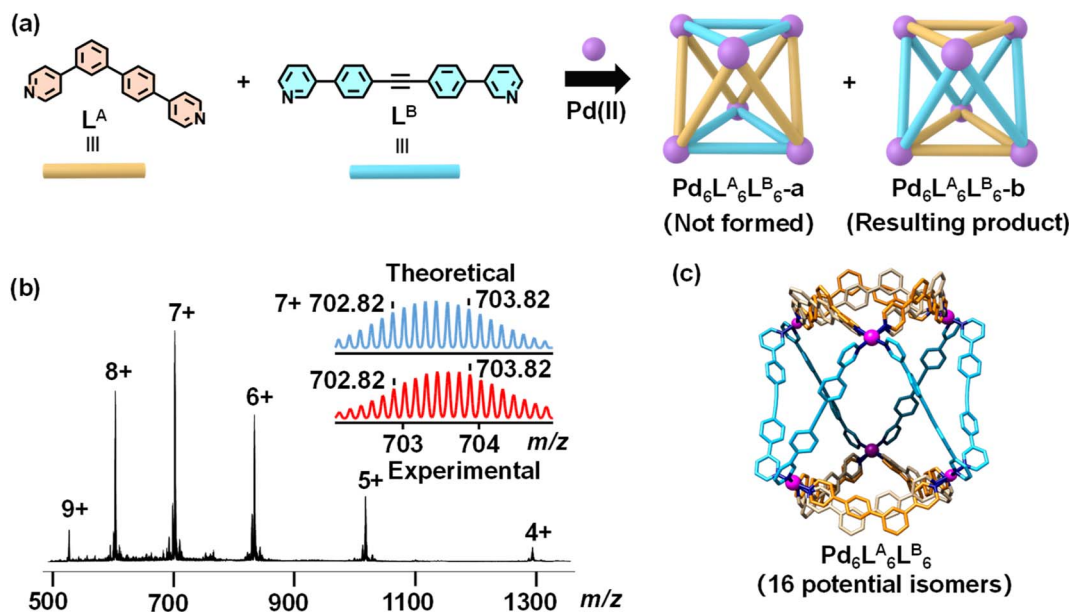 (a)
N
N
L^A
|||
+
N
N
L^B
|||
Pd(II)
+
Pd₆L^A₆L^B₆-a
(Not formed)
Pd₆L^A₆L^B₆-b
(Resulting product)
(b)
9+
8+
7+
6+
5+
4+
Theoretical
7+ 702.82
703.82
702.82
703.82
703
704
m/z
Experimental
500
700
900
1100
1300
m/z
(c)
Pd₆L^A₆L^B₆
(16 potential isomers)